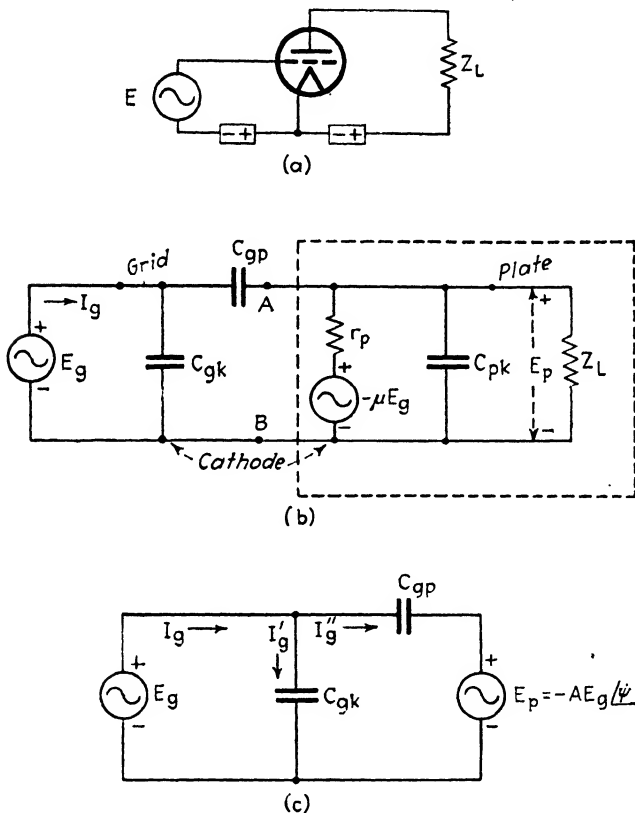 E
Z_L
- +
- +
(a)
Grid
C_gp
Plate
I_g
A
+
+
r_p
+
E_g
C_gk
-μE_g
C_pk
E_p
Z_L
-
B
-
-
Cathode
(b)
C_gp
I_g
I'_g
I''_g
+
+
E_g
C_gk
E_p = -AE_g /ψ
-
-
(c)